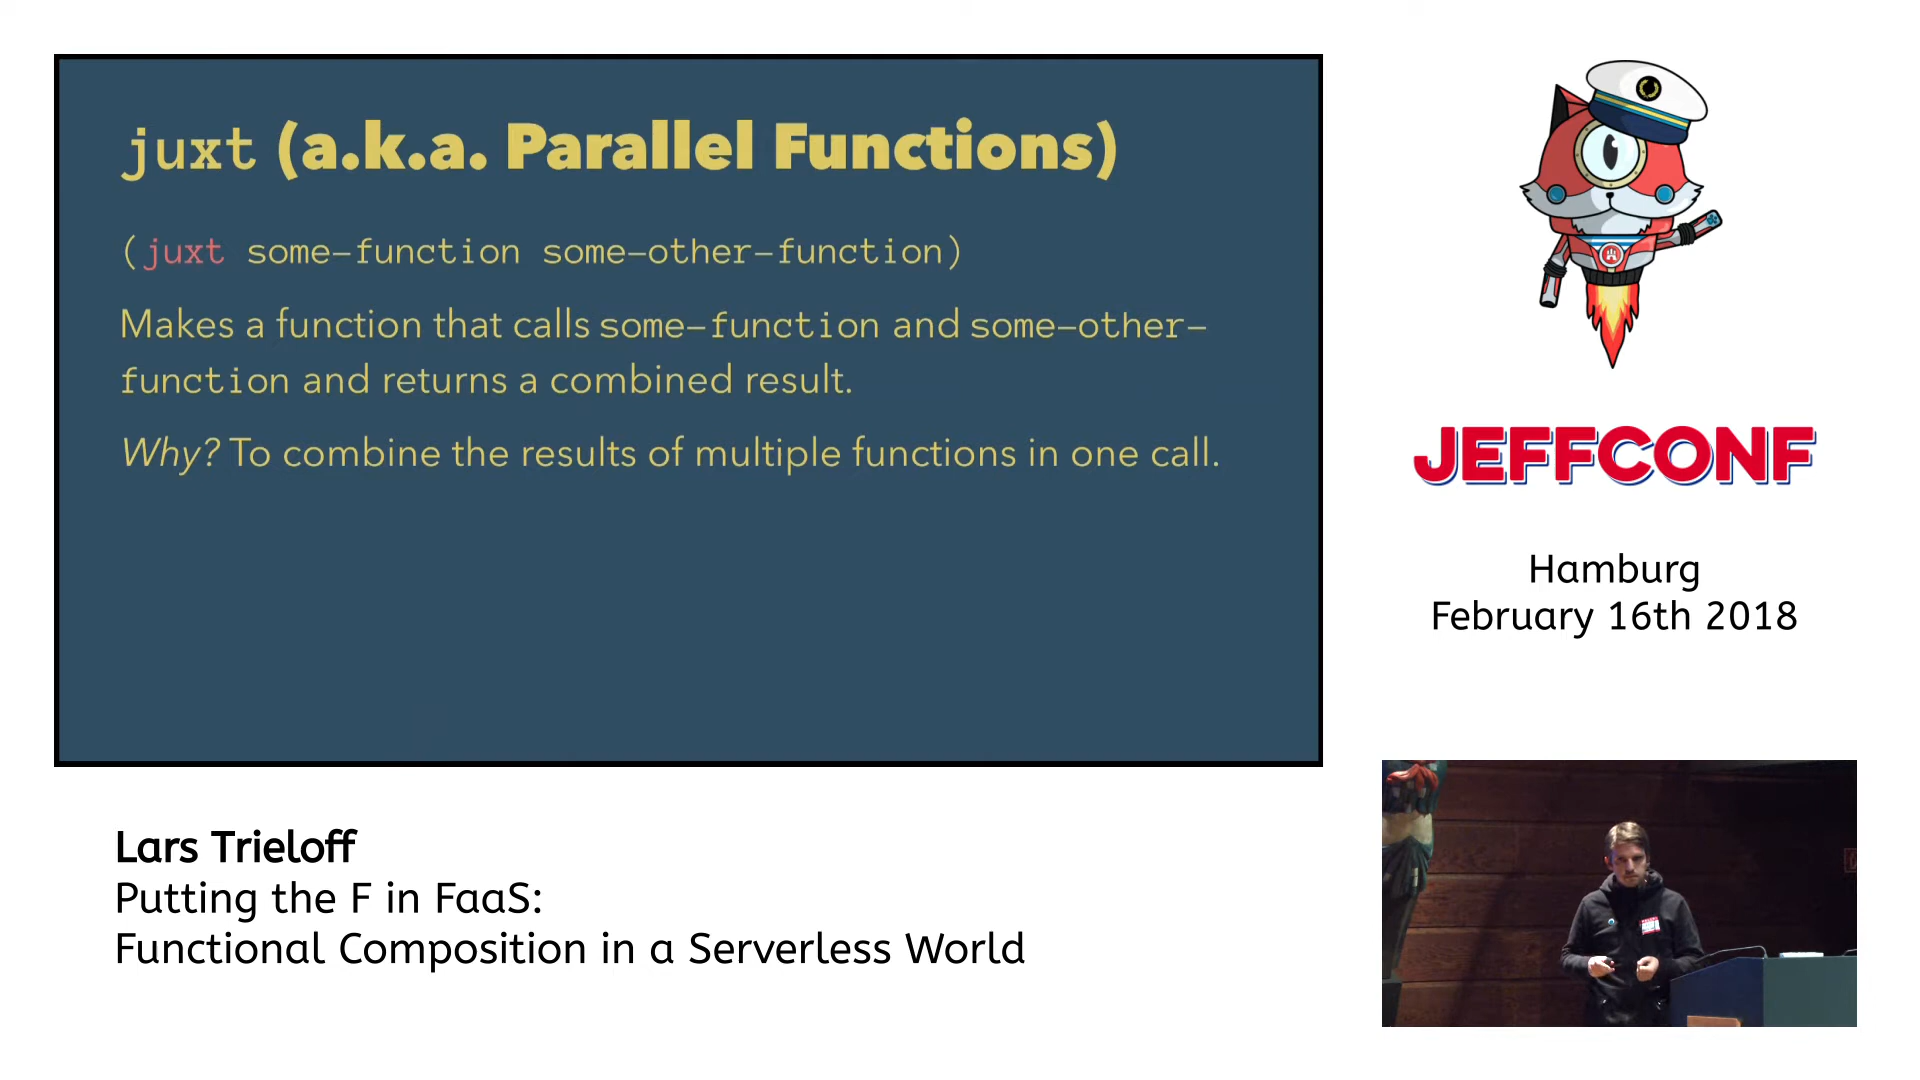 juxt (a.k.a. Parallel Functions)
(juxt some-function some-other-function)
Makes a function that calls some-function and some-other-
function and returns a combined result.
Why? To combine the results of multiple functions in one call.
JEFFCONF
Hamburg
February 16th 2018
Lars Trieloff
Putting the F in FaaS:
Functional Composition in a Serverless World